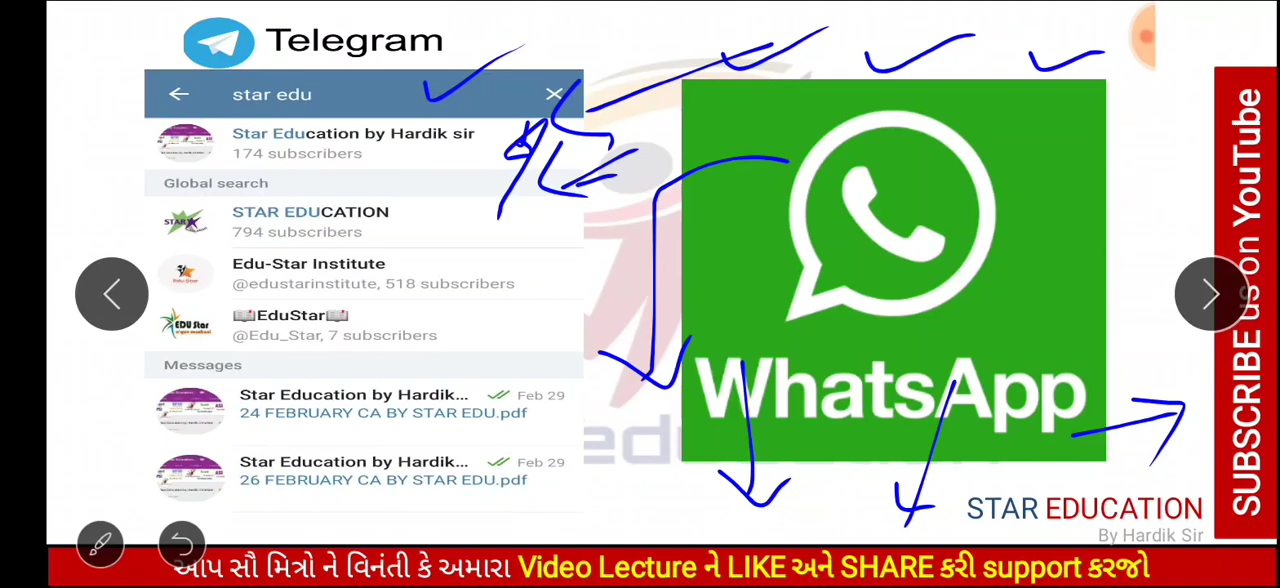 Telegram
star edu
Star Education by Hardik sir
174 subscribers
Global search
STAR EDUCATION
794 subscribers
Edu-Star Institute
@edustarinstitute, 518 subscribers
📖EduStar📖
@Edu_Star, 7 subscribers
Messages
Star Education by Hardik... Feb 29
24 FEBRUARY CA BY STAR EDU.pdf
Star Education by Hardik... Feb 29
26 FEBRUARY CA BY STAR EDU.pdf
WhatsApp
STAR EDUCATION
By Hardik Sir
SUBSCRIBE us on YouTube
આપ સૌ મિત્રો ને વિનંતી કે અમારા Video Lecture ને LIKE અને SHARE કરી support કરજો